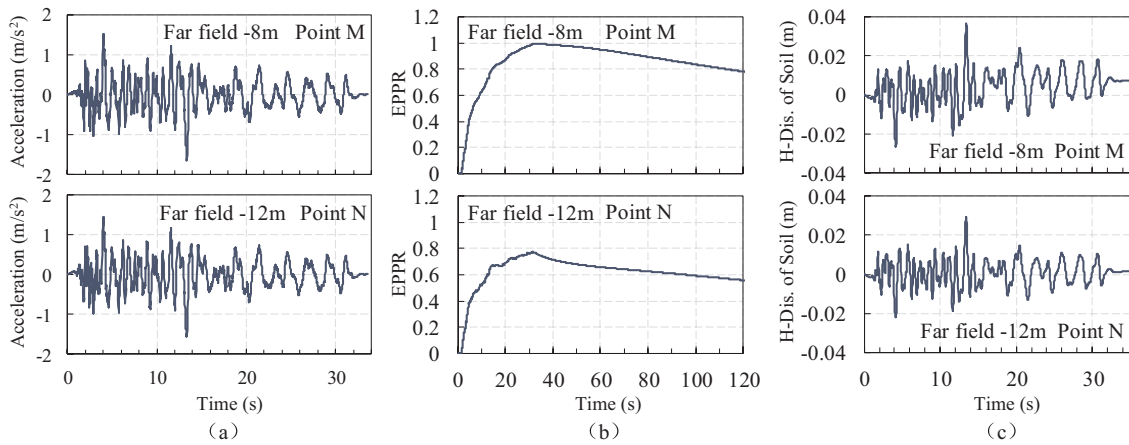 Far field -8m Point M
Acceleration (m/s²)
2
1
0
-1
-2
Far field -12m Point N
Acceleration (m/s²)
2
1
0
-1
-2
0 10 20 30
Time (s)
(a)
Far field -8m Point M
EPPR
1.2
1
0.8
0.6
0.4
0.2
0
Far field -12m Point N
EPPR
1.2
1
0.8
0.6
0.4
0.2
0
0 20 40 60 80 100 120
Time (s)
(b)
H-Dis. of Soil (m)
0.04
0.02
0.00
-0.02
-0.04
Far field -8m Point M
H-Dis. of Soil (m)
0.04
0.02
0.00
-0.02
-0.04
Far field -12m Point N
0 10 20 30
Time (s)
(c)